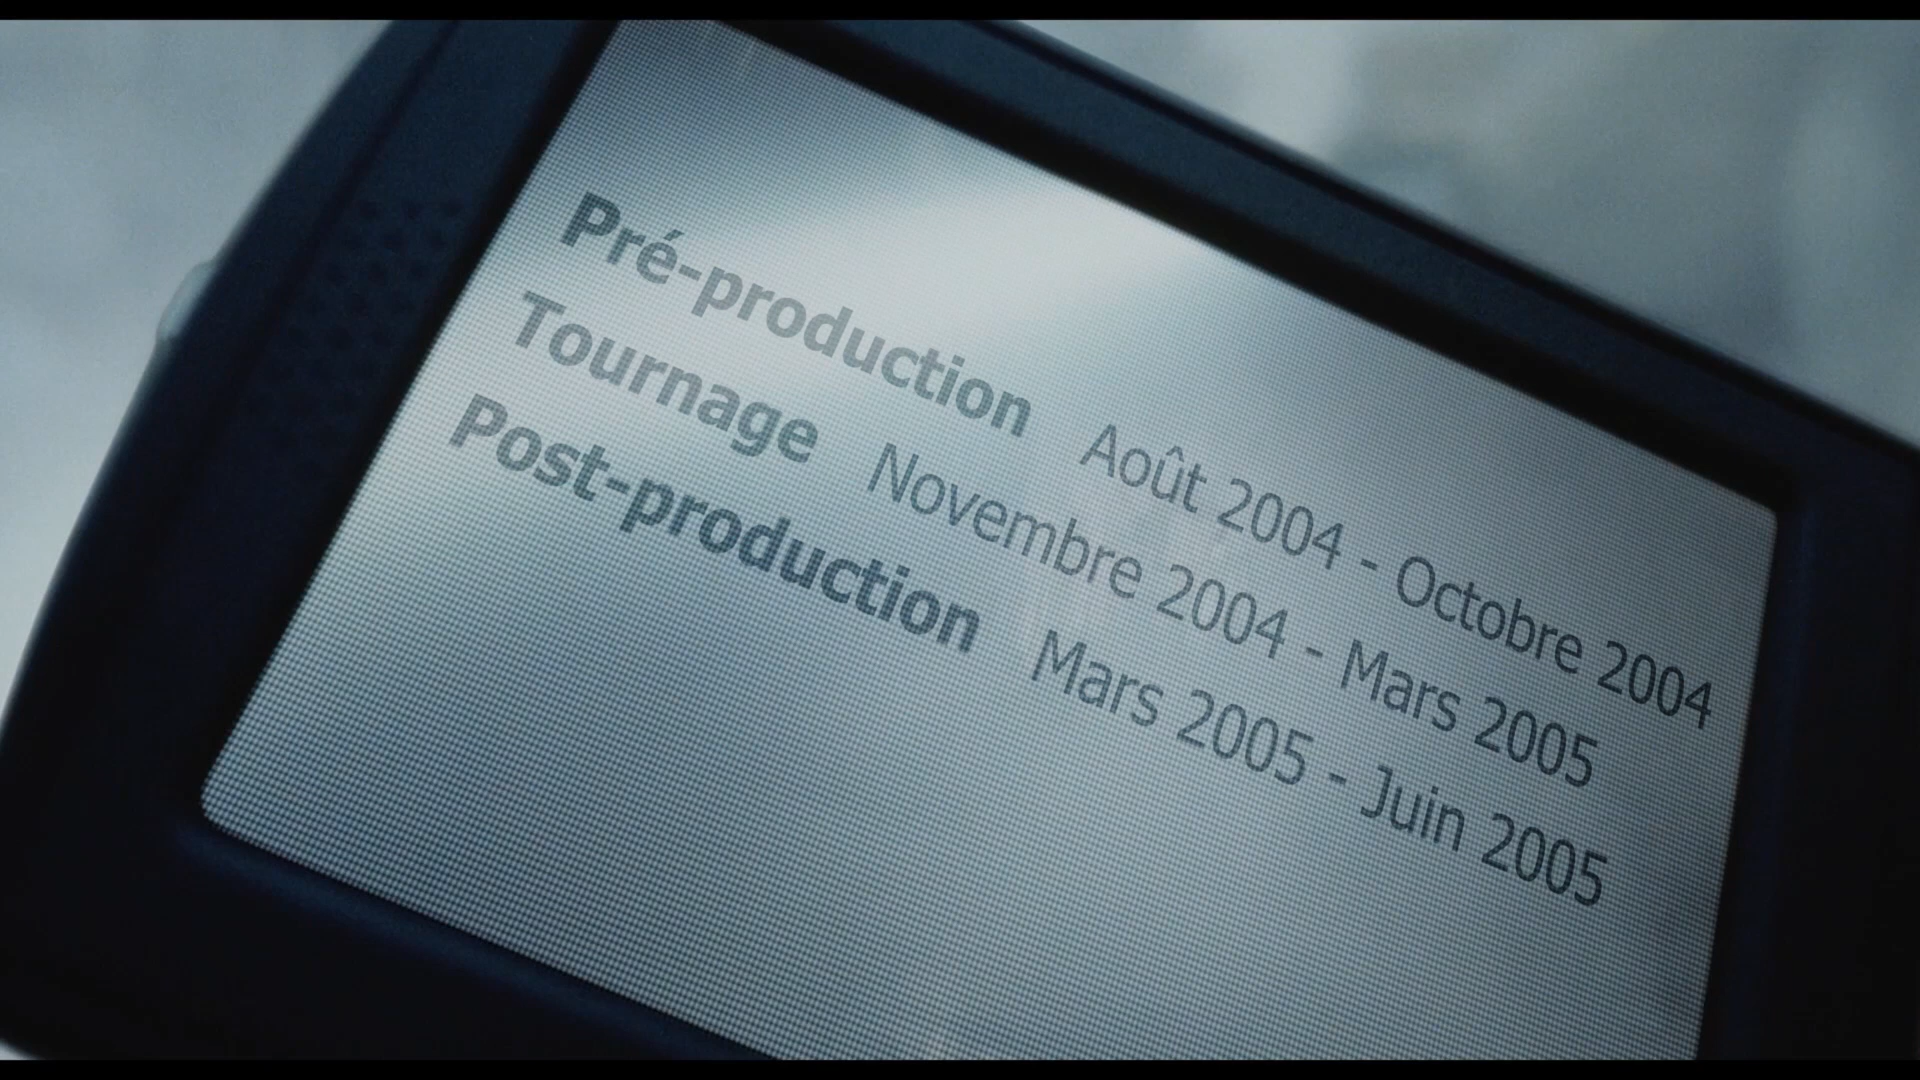 Pré-production Août 2004 - Octobre 2004
Tournage Novembre 2004 - Mars 2005
Post-production Mars 2005 - Juin 2005